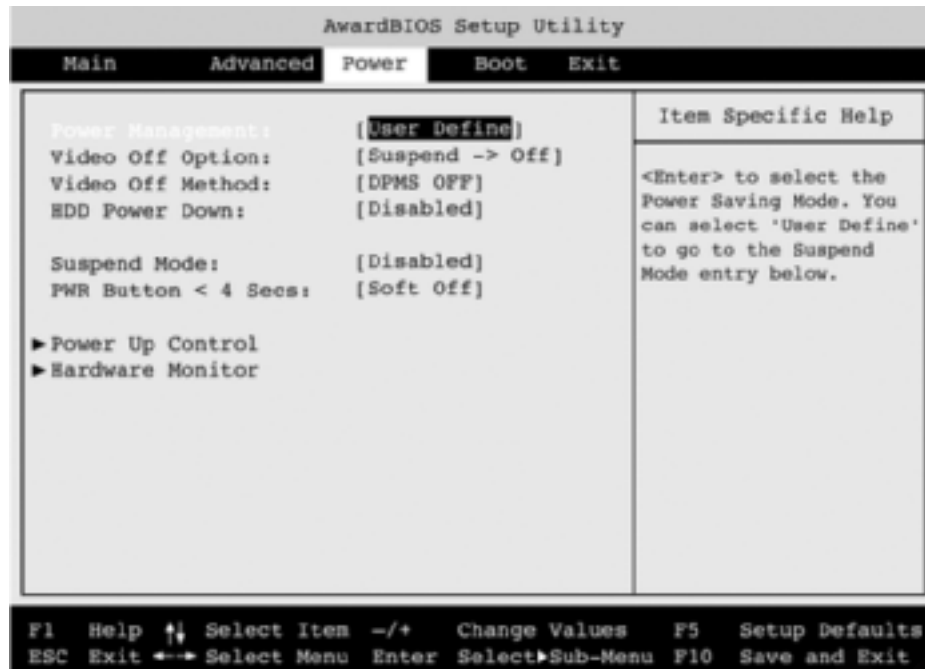 AwardBIOS Setup Utility
Main Advanced Power Boot Exit
Power Management: [User Define]
Video Off Option: [Suspend -> Off]
Video Off Method: [DPMS OFF]
HDD Power Down: [Disabled]
Suspend Mode: [Disabled]
PWR Button < 4 Secs: [Soft Off]
▶Power Up Control
▶Hardware Monitor
Item Specific Help
<Enter> to select the
Power Saving Mode. You
can select 'User Define'
to go to the Suspend
Mode entry below.
F1 Help ↑↓ Select Item -/+ Change Values F5 Setup Defaults
ESC Exit ←→ Select Menu Enter Select▶Sub-Menu F10 Save and Exit